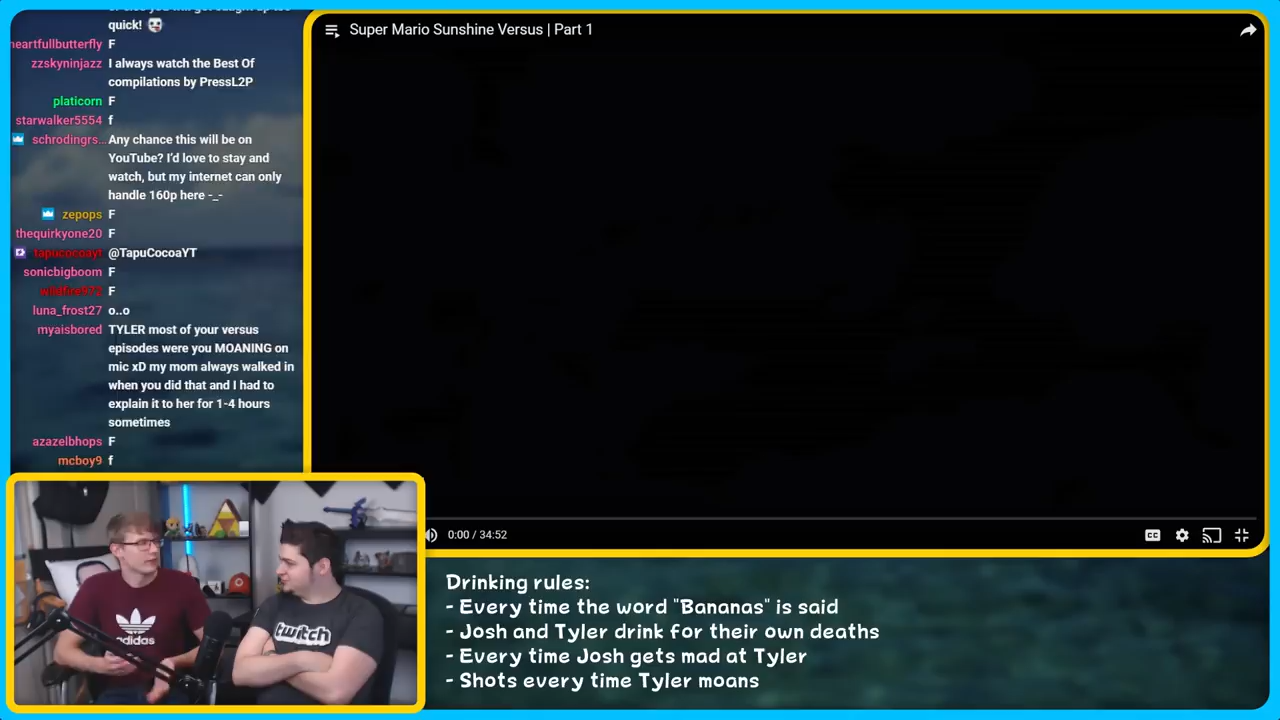 quick!
heartfullbutterfly F
zzskyninjazz I always watch the Best Of
compilations by PressL2P
platicorn F
starwalker5554 f
schrodingrs... Any chance this will be on
YouTube? I'd love to stay and
watch, but my internet can only
handle 160p here -_-
zepops F
thequirkyone20 F
tapucocoayt @TapuCocoaYT
sonicbigboom F
wildfire972 F
luna_frost27 o..o
myaisbored TYLER most of your versus
episodes were you MOANING on
mic xD my mom always walked in
when you did that and I had to
explain it to her for 1-4 hours
sometimes
azazelbhops F
mcboy9 f
Super Mario Sunshine Versus | Part 1
0:00 / 34:52
CC
adidas
twitch
Drinking rules:
- Every time the word "Bananas" is said
- Josh and Tyler drink for their own deaths
- Every time Josh gets mad at Tyler
- Shots every time Tyler moans